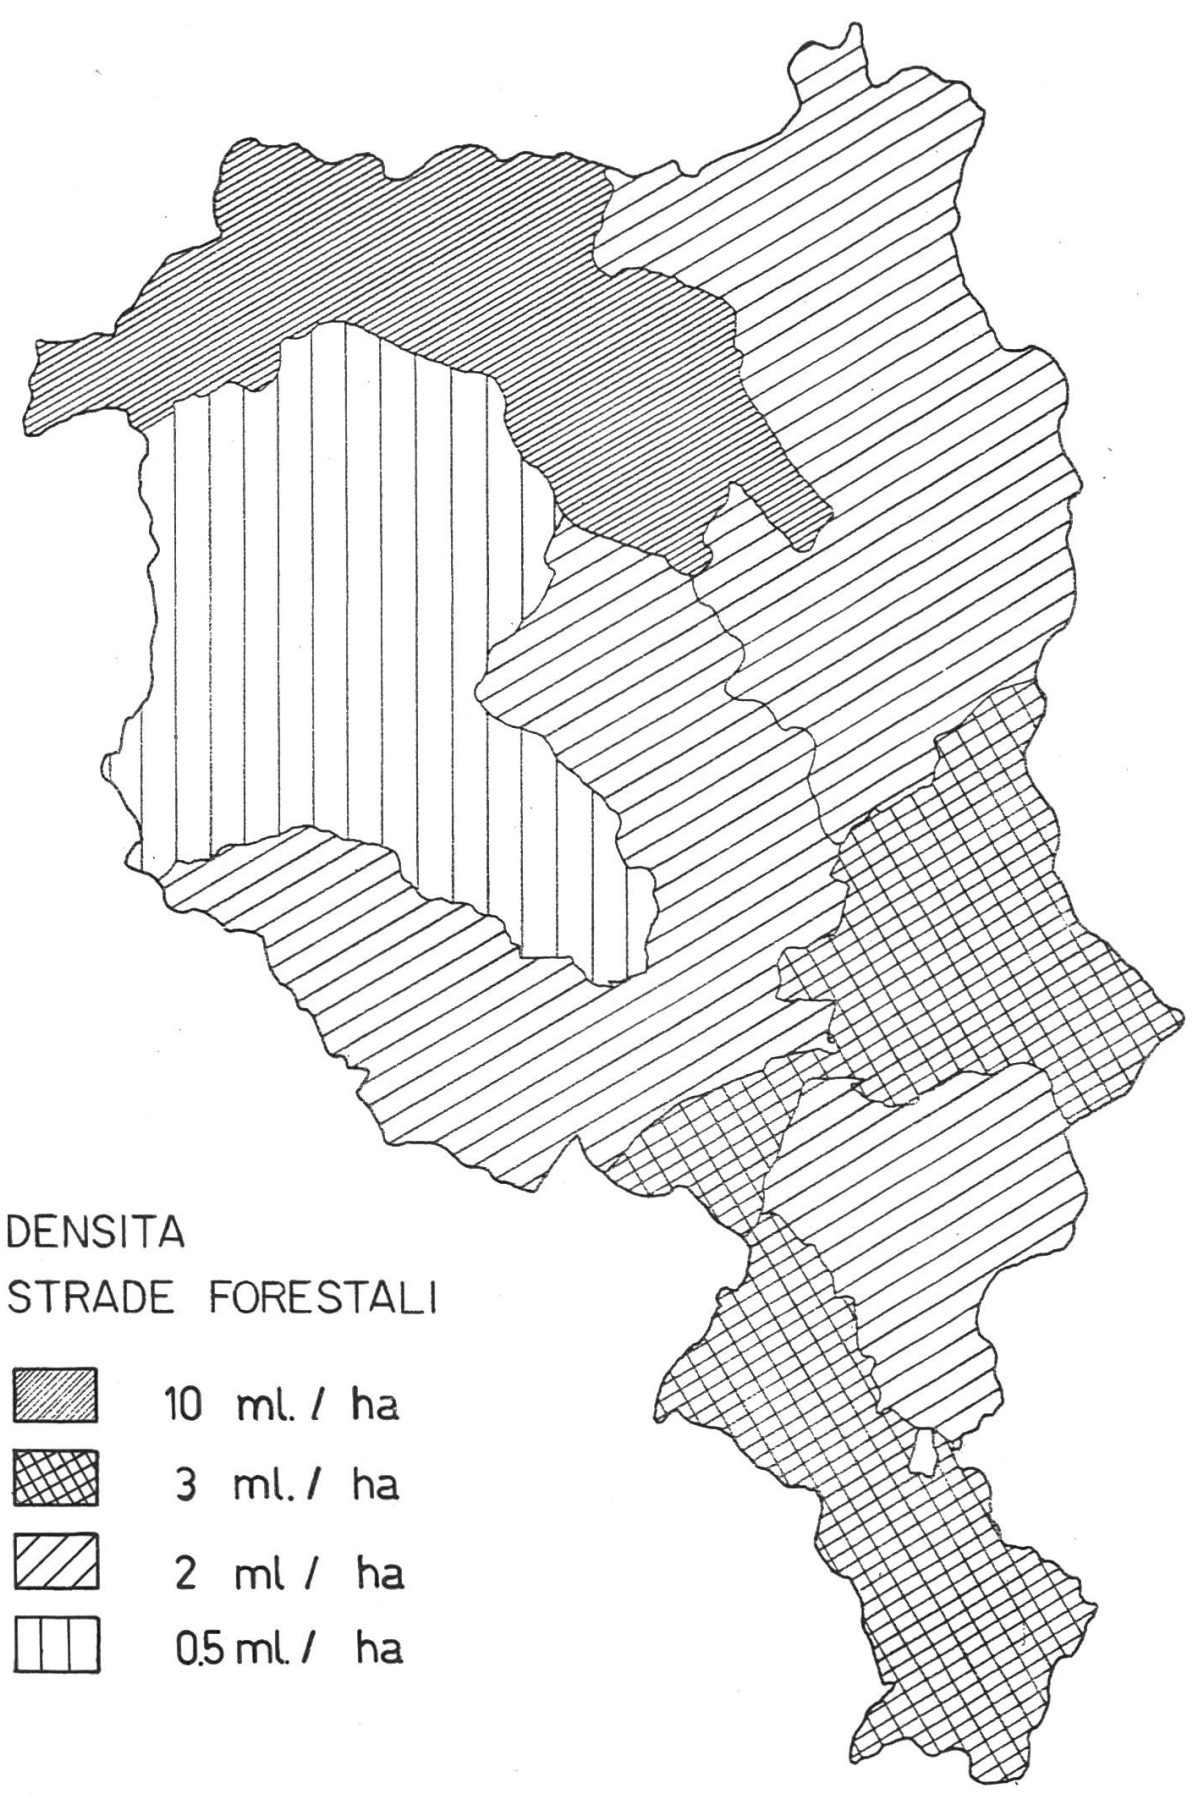 DENSITA
STRADE FORESTALI
10 ml. / ha
3 ml. / ha
2 ml / ha
0.5 ml. / ha